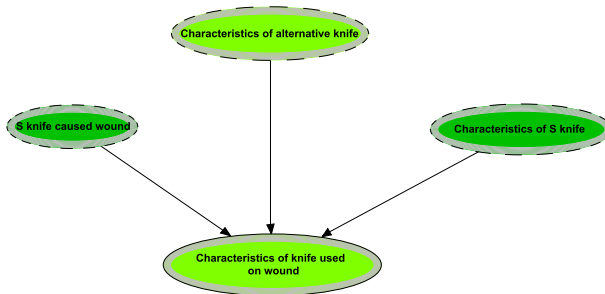 Characteristics of alternative knife
S knife caused wound
Characteristics of S knife
Characteristics of knife used
on wound